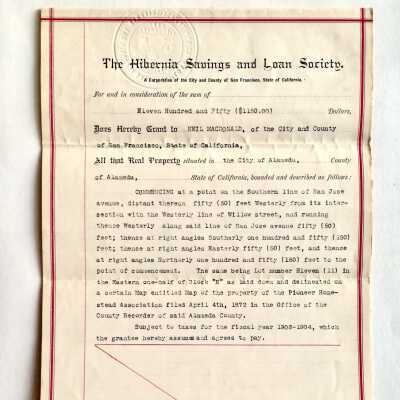 The Hibernia Savings and Loan Society.
A Corporation of the City and County of San Francisco, State of California.
For and in consideration of the sum of
Eleven Hundred and Fifty ($1150.00) Dollars,
Does Hereby Grant to NEIL MACDONALD, of the City and County
of San Francisco, State of California,
All that Real Property situated in the City of Alameda, County
of Alameda, State of California, bounded and described as follows:
COMMENCING at a point on the Southern line of San Jose
avenue, distant thereon fifty (50) feet Westerly from its inter-
section with the Westerly line of Willow street, and running
thence Westerly along said line of San Jose avenue fifty (50)
feet; thence at right angles Southerly one hundred and fifty (150)
feet; thence at right angles Easterly fifty (50) feet, and thence
at right angles Northerly one hundred and fifty (150) feet to the
point of commencement. The same being Lot number Eleven (11) in
the Eastern one-half of Block "H" as laid down and delineated on
a certain Map entitled Map of the property of the Pioneer Home-
stead Association filed April 4th, 1872 in the Office of the
County Recorder of said Alameda County.
Subject to taxes for the fiscal year 1903-1904, which
the grantee hereby assumes and agrees to pay.